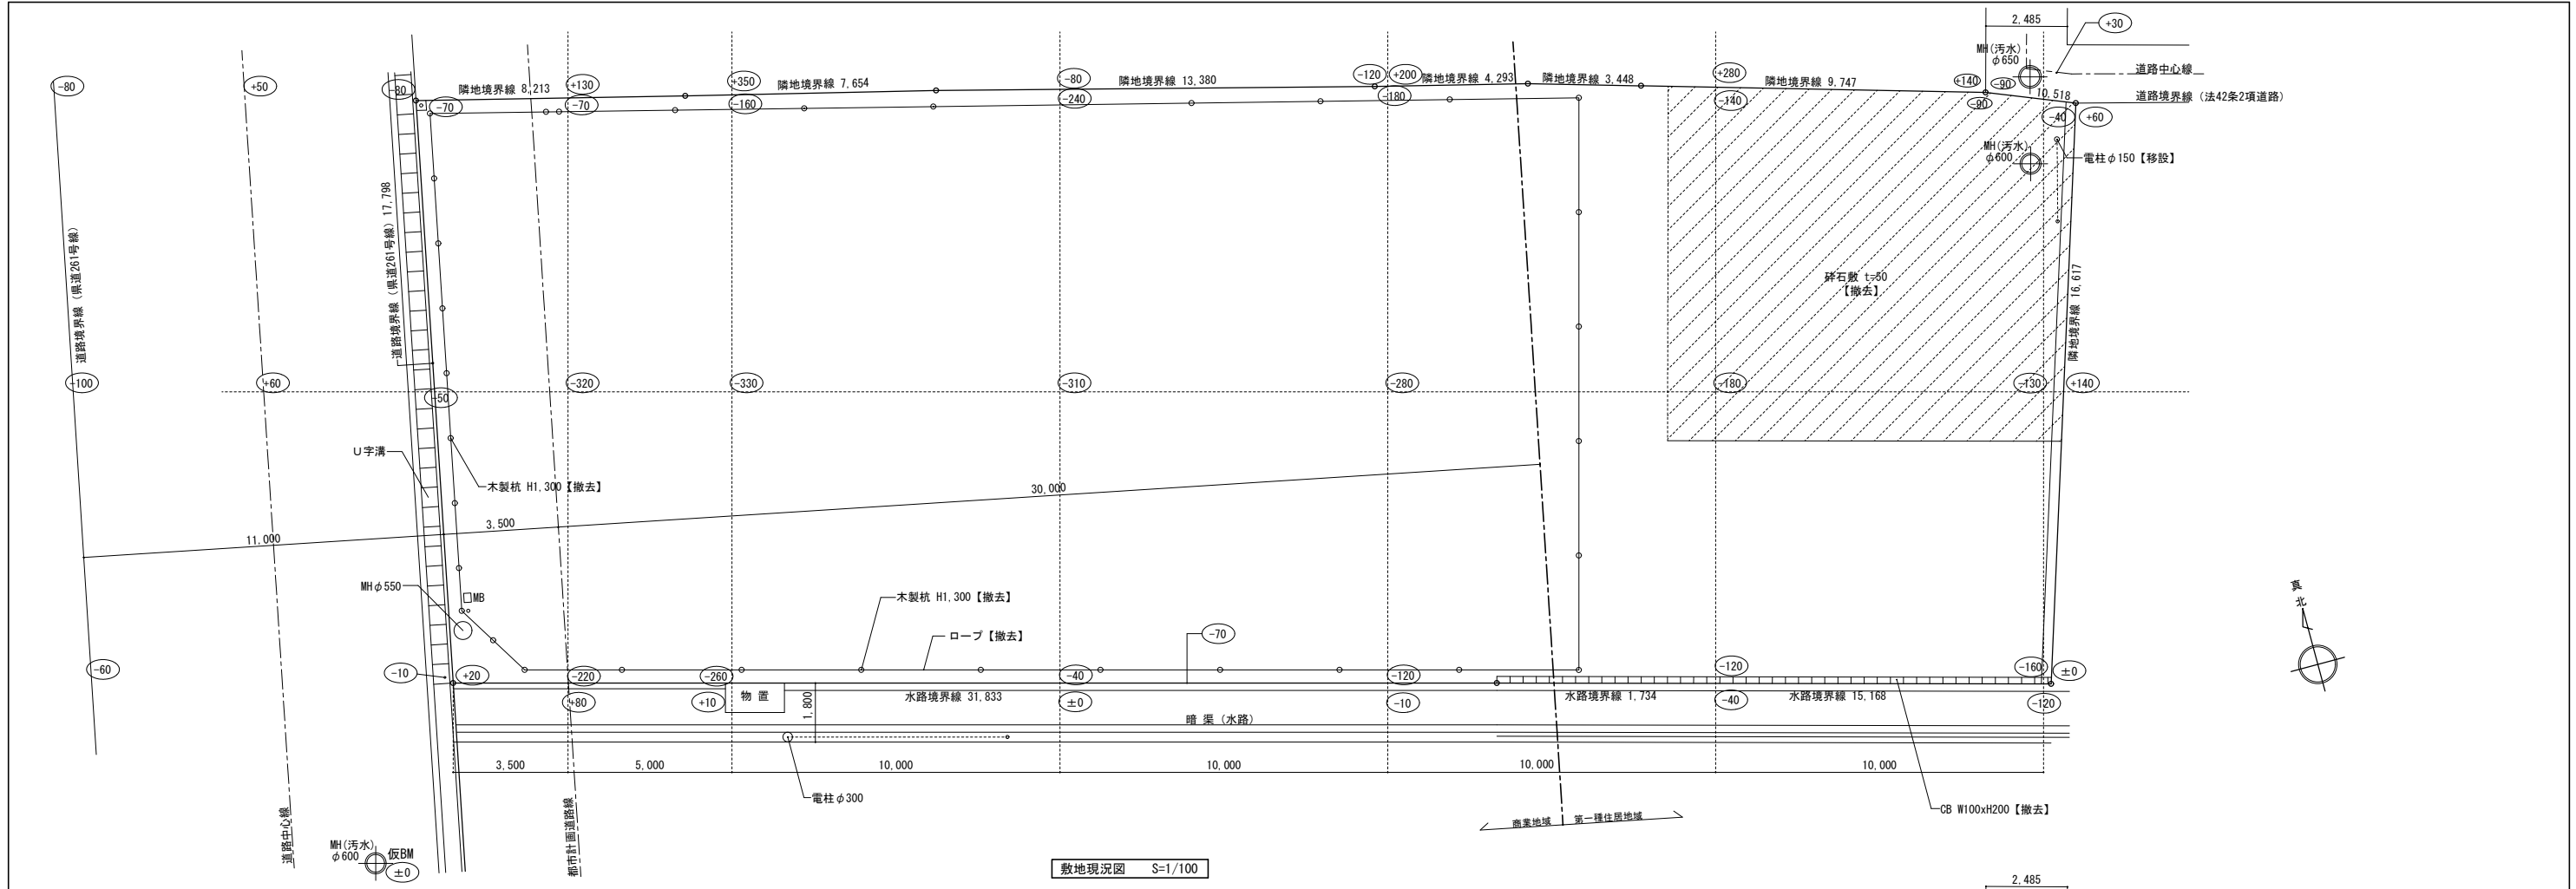 2,485
+30
MH(汚水)
φ650
道路中心線
-80
+50
-80
隣地境界線 8,213
+130
+350
隣地境界線 7,654
-80
隣地境界線 13,380
-120
+200
隣地境界線 4,293
隣地境界線 3,448
+280
隣地境界線 9,747
+140
-90
-90
10,518
道路境界線 (法42条2項道路)
-70
-70
-160
-240
-180
-140
-40
+60
MH(汚水)
φ600
電柱φ150【移設】
道路境界線 (県道261号線)
道路境界線 (県道261号線) 17,798
砕石敷 t=50
【撤去】
隣地境界線 16,617
-100
+60
-50
-320
-330
-310
-280
-180
-130
+140
U字溝
木製杭 H1,300【撤去】
30,000
3,500
11,000
MHφ550
MB
木製杭 H1,300【撤去】
ロープ【撤去】
-70
真北
-60
-10
+20
-220
-260
-40
-120
-120
-160
±0
物置
水路境界線 31,833
水路境界線 1,734
水路境界線 15,168
+80
+10
1,800
±0
-10
-40
-120
暗 渠 (水路)
3,500
5,000
10,000
10,000
10,000
10,000
電柱φ300
CB W100xH200【撤去】
商業地域
第一種住居地域
道路中心線
都市計画道路線
MH(汚水)
φ600
仮BM
±0
敷地現況図 S=1/100
2,485